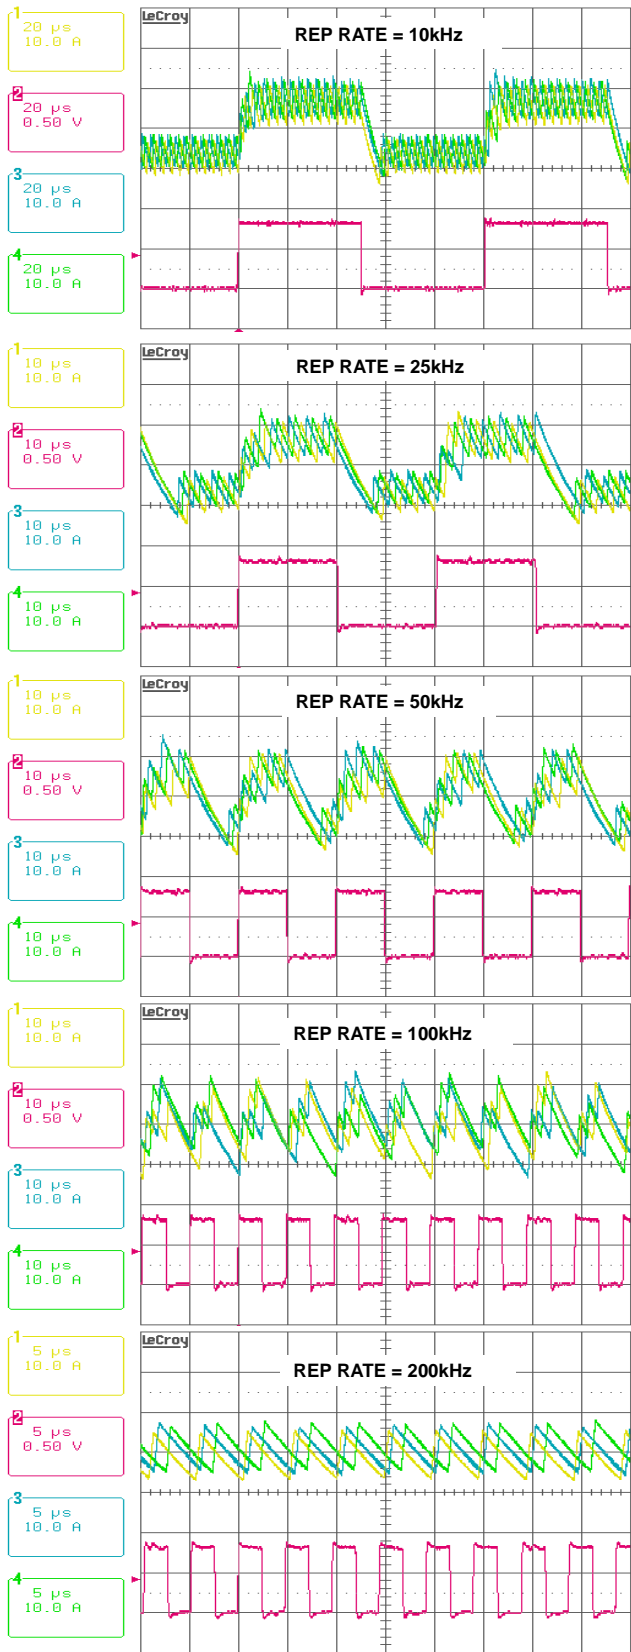 1
20 µs
10.0 A
2
20 µs
0.50 V
3
20 µs
10.0 A
4
20 µs
10.0 A
LeCroy
REP RATE = 10kHz
1
10 µs
10.0 A
2
10 µs
0.50 V
3
10 µs
10.0 A
4
10 µs
10.0 A
LeCroy
REP RATE = 25kHz
1
10 µs
10.0 A
2
10 µs
0.50 V
3
10 µs
10.0 A
4
10 µs
10.0 A
LeCroy
REP RATE = 50kHz
1
10 µs
10.0 A
2
10 µs
0.50 V
3
10 µs
10.0 A
4
10 µs
10.0 A
LeCroy
REP RATE = 100kHz
1
5 µs
10.0 A
2
5 µs
0.50 V
3
5 µs
10.0 A
4
5 µs
10.0 A
LeCroy
REP RATE = 200kHz